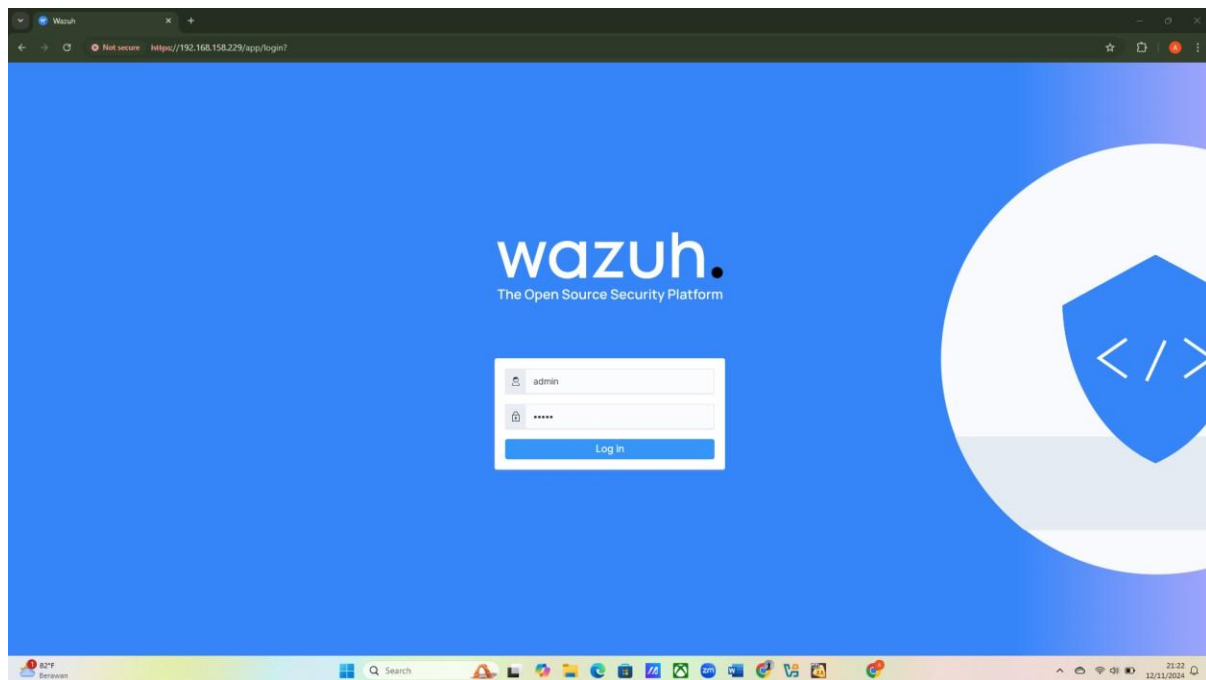 Wazuh
Not secure https://192.168.158.229/app/login?
wazuh.
The Open Source Security Platform
admin
•••••
Log in
</>
82°F
Berawan
Search
21:22
12/11/2024